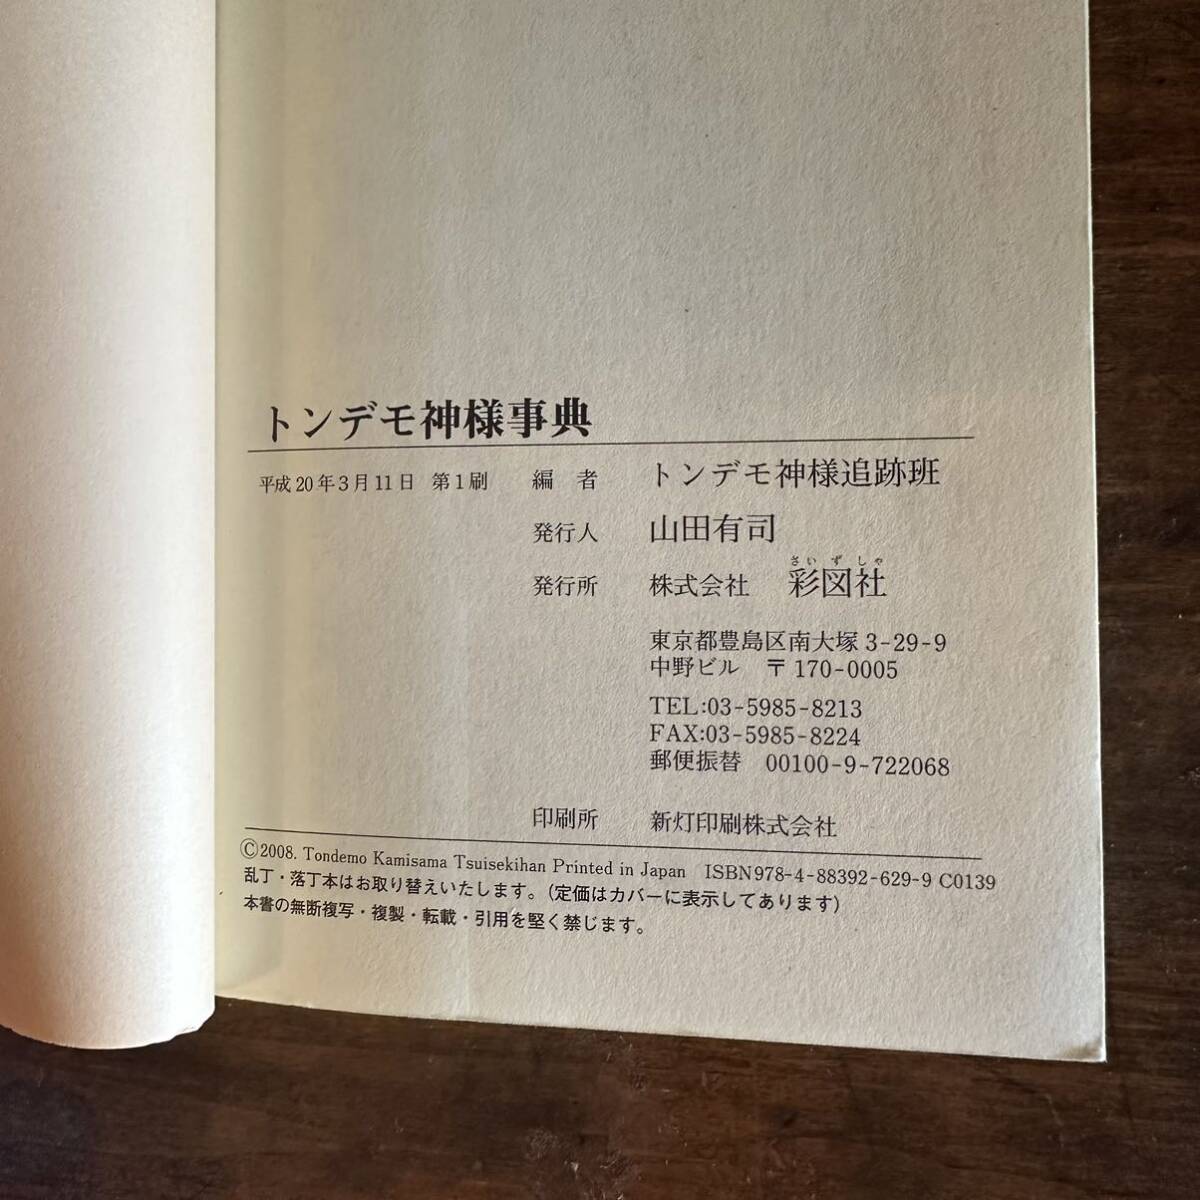 トンデモ神様事典
平成20年3月11日 第1刷 編者 トンデモ神様追跡班
発行人 山田有司
さいずしゃ
発行所 株式会社 彩図社
東京都豊島区南大塚 3-29-9
中野ビル 〒170-0005
TEL:03-5985-8213
FAX:03-5985-8224
郵便振替 00100-9-722068
印刷所 新灯印刷株式会社
©2008. Tondemo Kamisama Tsuisekihan Printed in Japan ISBN978-4-88392-629-9 C0139
乱丁・落丁本はお取り替えいたします。(定価はカバーに表示してあります)
本書の無断複写・複製・転載・引用を堅く禁じます。